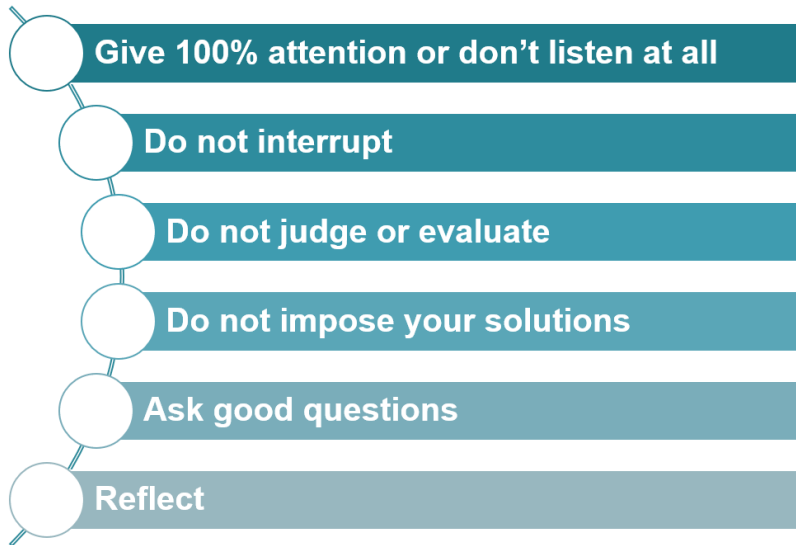 Give 100% attention or don’t listen at all
Do not interrupt
Do not judge or evaluate
Do not impose your solutions
Ask good questions
Reflect